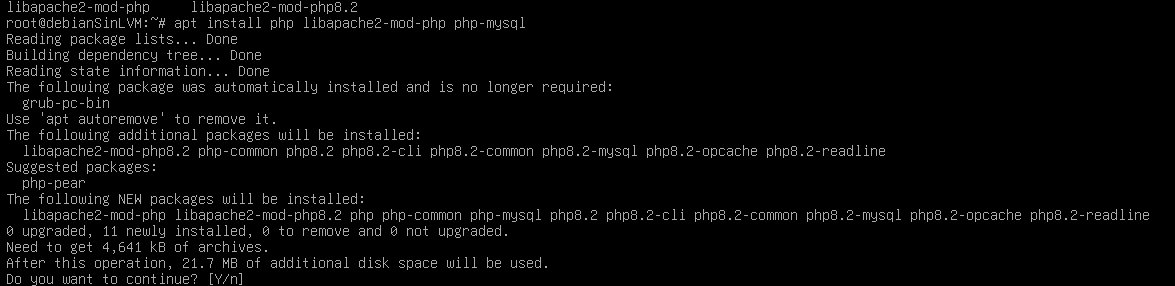 libapache2-mod-php     libapache2-mod-php8.2
root@debianSinLVM:~# apt install php libapache2-mod-php php-mysql
Reading package lists... Done
Building dependency tree... Done
Reading state information... Done
The following package was automatically installed and is no longer required:
  grub-pc-bin
Use 'apt autoremove' to remove it.
The following additional packages will be installed:
  libapache2-mod-php8.2 php-common php8.2 php8.2-cli php8.2-common php8.2-mysql php8.2-opcache php8.2-readline
Suggested packages:
  php-pear
The following NEW packages will be installed:
  libapache2-mod-php libapache2-mod-php8.2 php php-common php-mysql php8.2 php8.2-cli php8.2-common php8.2-mysql php8.2-opcache php8.2-readline
0 upgraded, 11 newly installed, 0 to remove and 0 not upgraded.
Need to get 4,641 kB of archives.
After this operation, 21.7 MB of additional disk space will be used.
Do you want to continue? [Y/n]